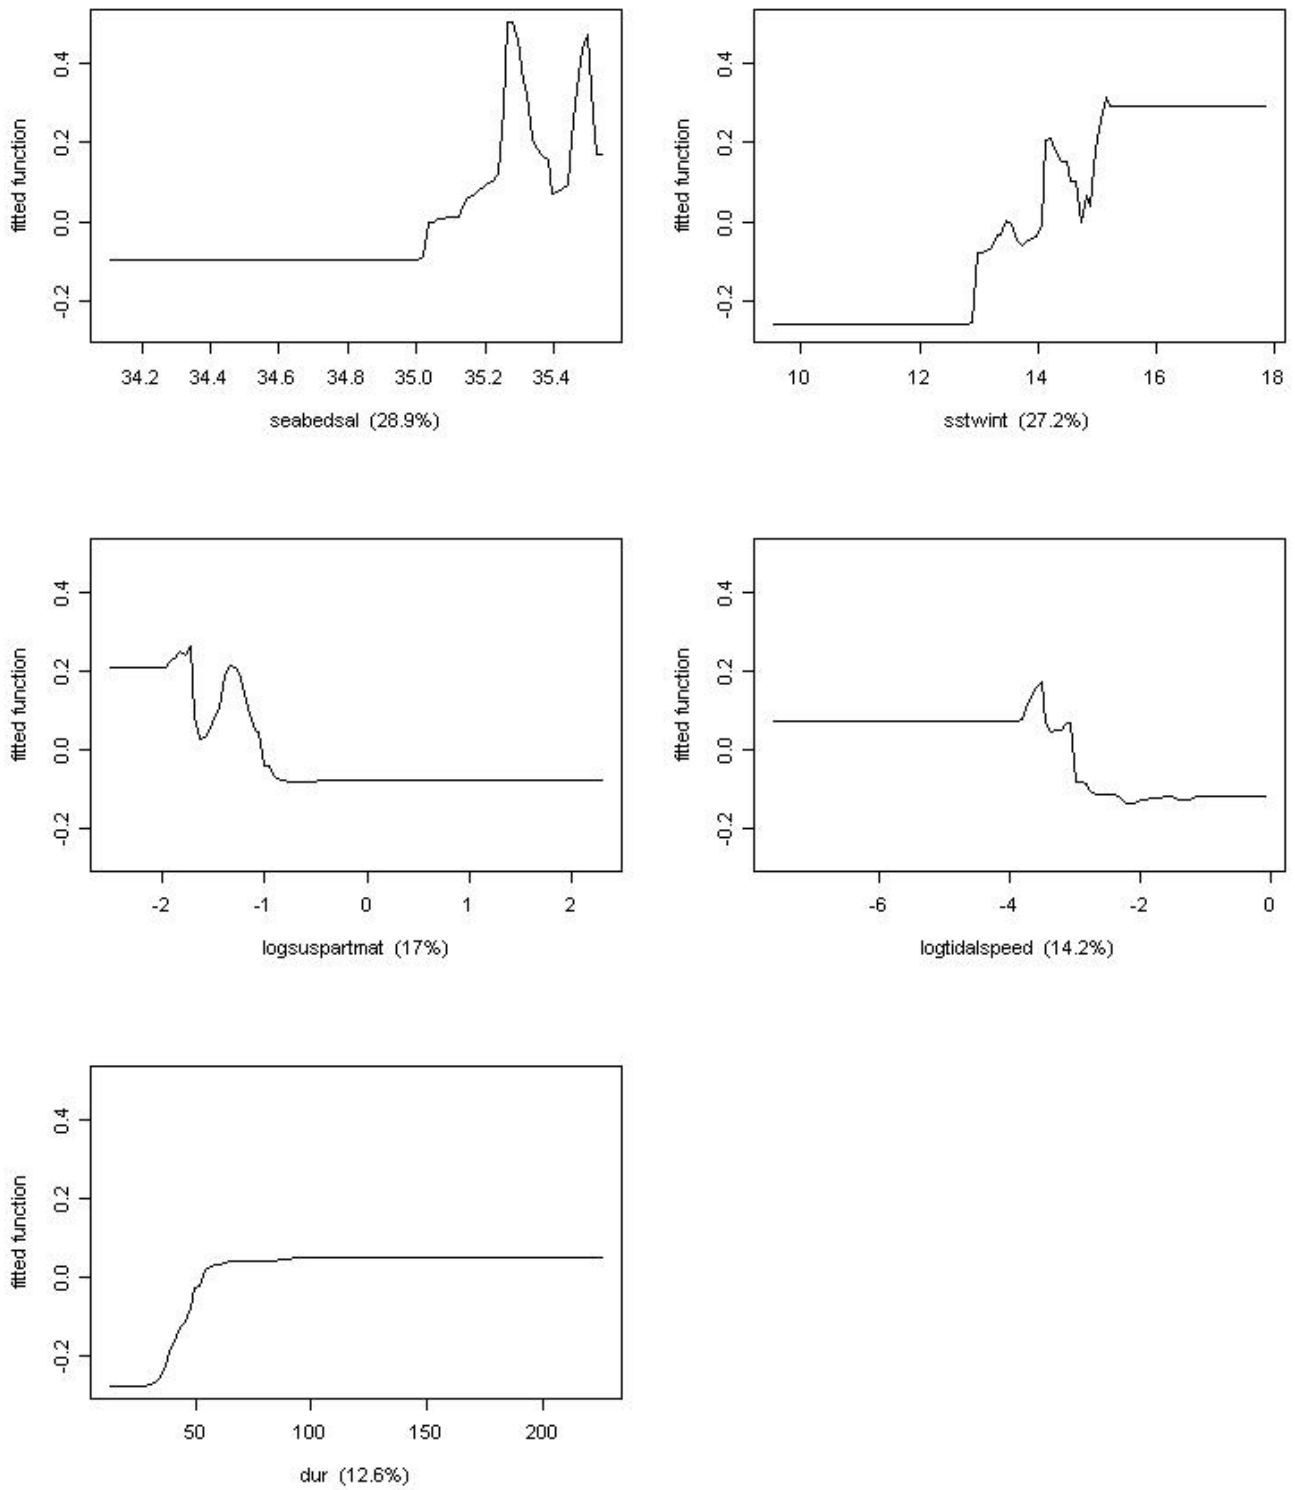 fitted function
0.4
0.2
0.0
-0.2
34.2 34.4 34.6 34.8 35.0 35.2 35.4
seabedsal (28.9%)
fitted function
0.4
0.2
0.0
-0.2
10 12 14 16 18
sstwint (27.2%)
fitted function
0.4
0.2
0.0
-0.2
-2 -1 0 1 2
logsuspartmat (17%)
fitted function
0.4
0.2
0.0
-0.2
-6 -4 -2 0
logtidalspeed (14.2%)
fitted function
0.4
0.2
0.0
-0.2
50 100 150 200
dur (12.6%)